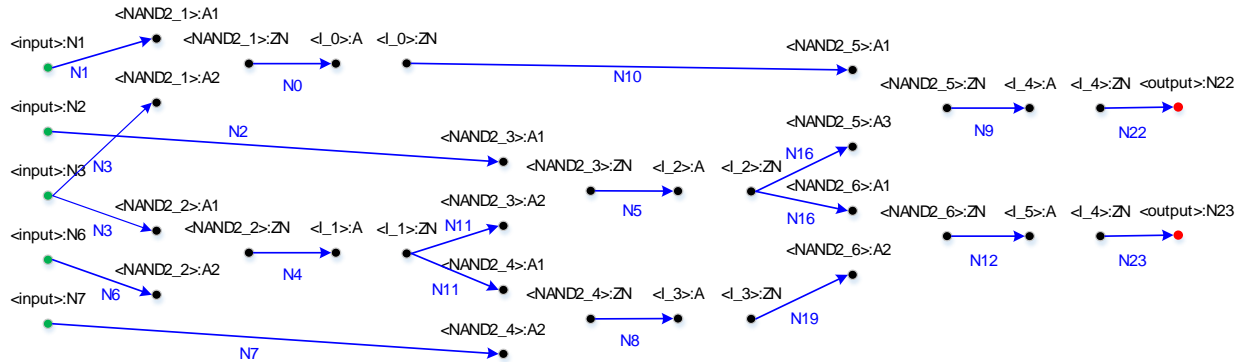 <NAND2_1>:A1
<input>:N1
<NAND2_1>:ZN
<I_0>:A
<I_0>:ZN
<NAND2_5>:A1
N1
<NAND2_1>:A2
N0
N10
<NAND2_5>:ZN
<I_4>:A
<I_4>:ZN
<output>:N22
<input>:N2
N2
<NAND2_3>:A1
<NAND2_5>:A3
N9
N22
<input>:N3
N3
N16
<NAND2_3>:ZN
<I_2>:A
<I_2>:ZN
<NAND2_2>:A1
<NAND2_3>:A2
<NAND2_6>:A1
N5
N16
<input>:N6
N3
<NAND2_2>:ZN
<I_1>:A
<I_1>:ZN
N11
<NAND2_6>:ZN
<I_5>:A
<I_4>:ZN
<output>:N23
<NAND2_2>:A2
N4
<NAND2_4>:A1
<NAND2_6>:A2
N12
N23
<input>:N7
N6
N11
<NAND2_4>:ZN
<I_3>:A
<I_3>:ZN
N19
<NAND2_4>:A2
N8
N7